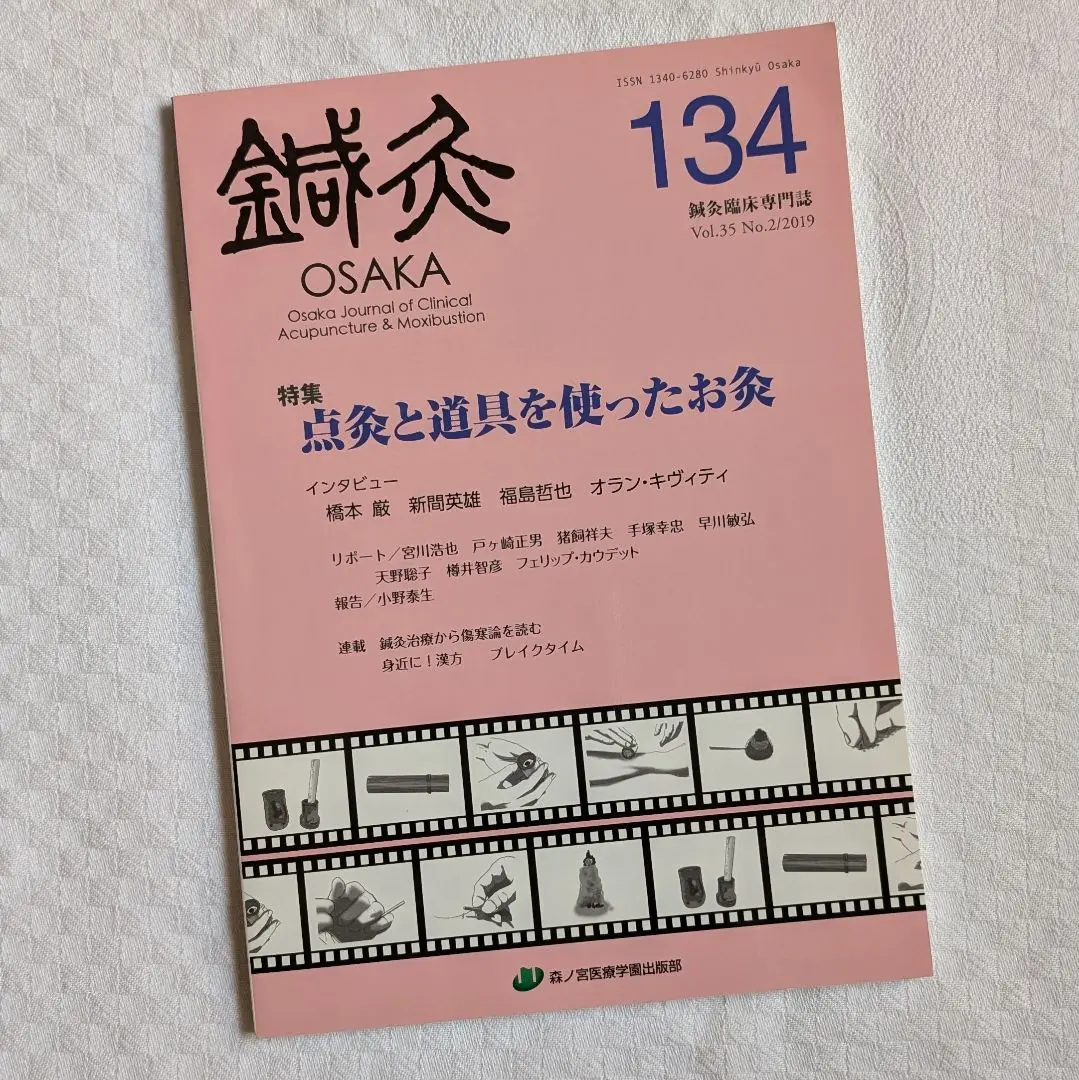 ISSN 1340-6280 Shinkyū Osaka
鍼灸
134
鍼灸臨床専門誌
Vol.35 No.2/2019
OSAKA
Osaka Journal of Clinical
Acupuncture & Moxibustion
特集
点灸と道具を使ったお灸
インタビュー
橋本 厳 新間英雄 福島哲也 オラン・キヴィティ
リポート／宮川浩也 戸ヶ崎正男 猪飼祥夫 手塚幸忠 早川敏弘
天野聡子 樽井智彦 フェリップ・カウデット
報告／小野泰生
連載 鍼灸治療から傷寒論を読む
身近に！漢方 ブレイクタイム
森ノ宮医療学園出版部